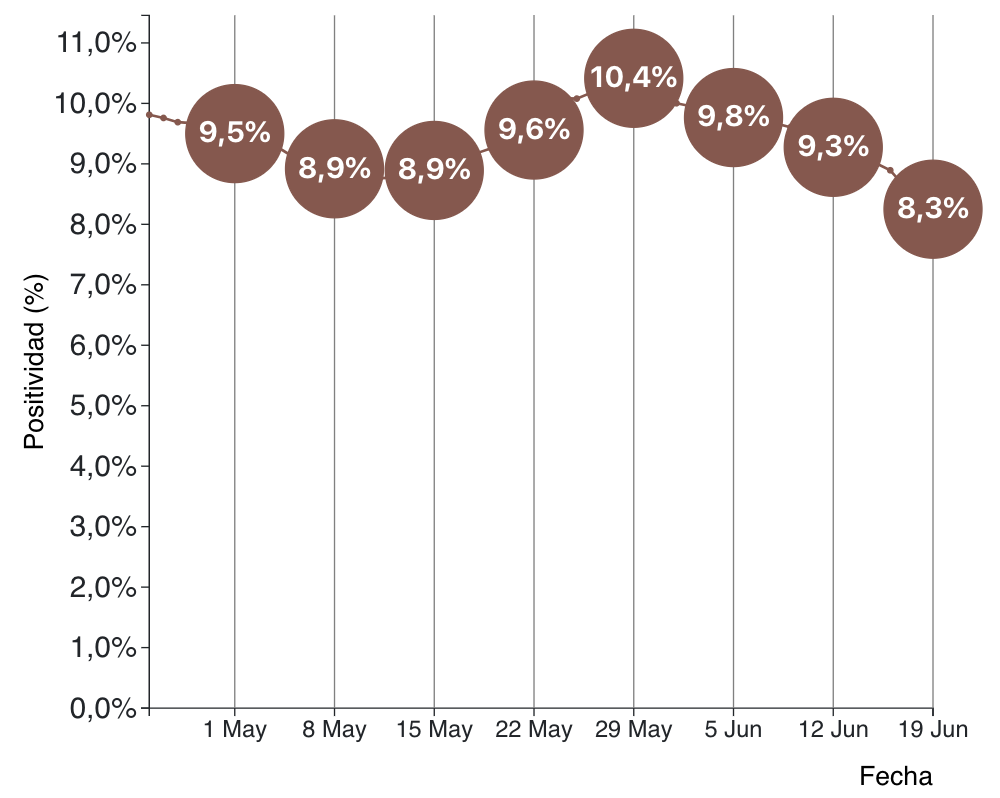 11,0%
10,0%
9,0%
8,0%
7,0%
6,0%
5,0%
4,0%
3,0%
2,0%
1,0%
0,0%
Positividad (%)
9,5%
8,9%
8,9%
9,6%
10,4%
9,8%
9,3%
8,3%
1 May
8 May
15 May
22 May
29 May
5 Jun
12 Jun
19 Jun
Fecha